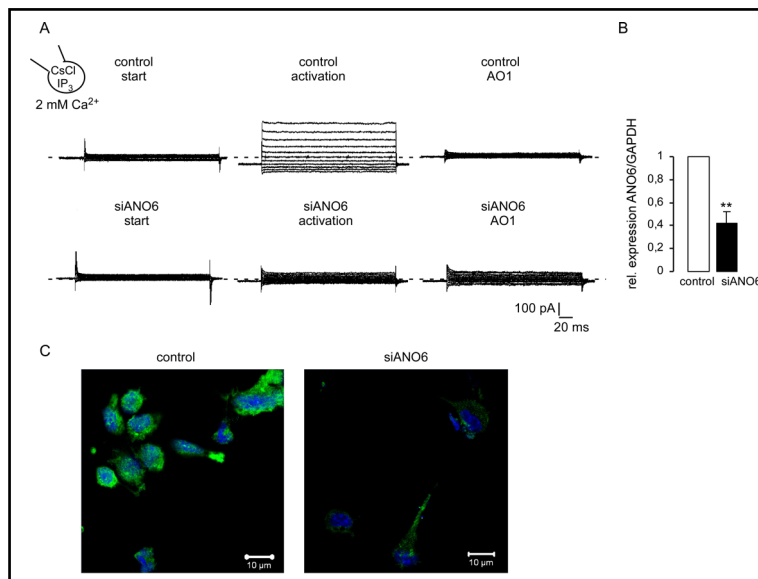 A
CsCl
IP3
2 mM Ca2+
control
start
control
activation
control
AO1
siANO6
start
siANO6
activation
siANO6
AO1
100 pA
20 ms
B
rel. expression ANO6/GAPDH
1
0,8
0,6
0,4
0,2
0
**
control
siANO6
C
control
siANO6
10 µm
10 µm